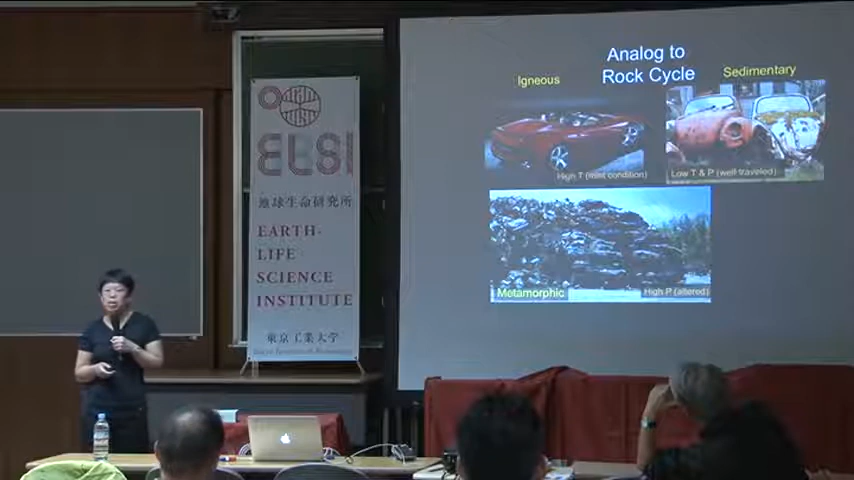 ELSI
地球生命研究所
EARTH-
LIFE
SCIENCE
INSTITUTE
東京工業大学
Analog to
Rock Cycle
Igneous
Sedimentary
High T (mint condition)
Low T & P (well traveled)
Metamorphic
High P (altered)